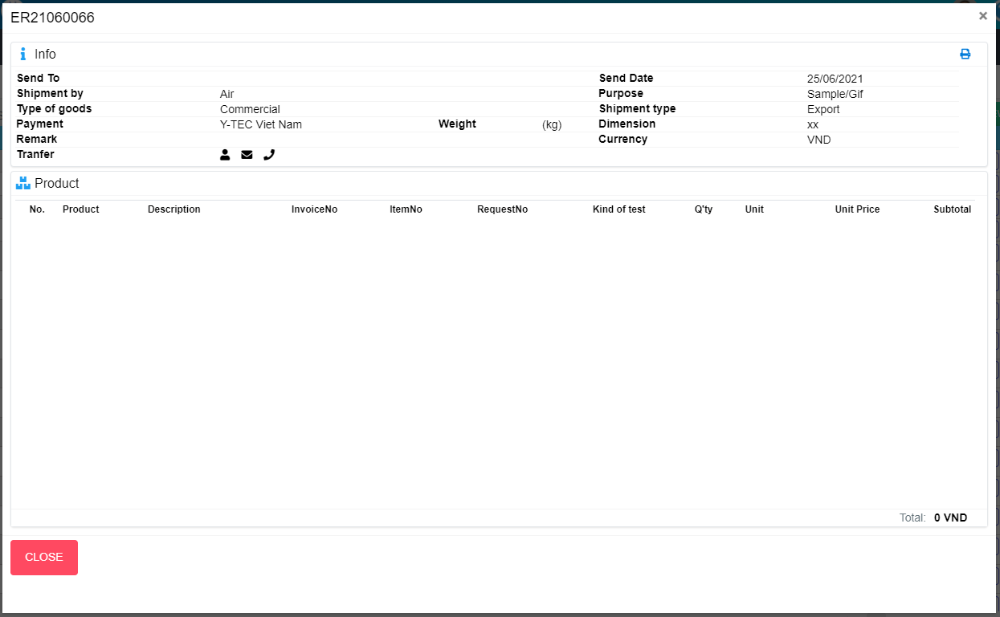 ER21060066 ×
Info
Send To Send Date 25/06/2021
Shipment by Air Purpose Sample/Gif
Type of goods Commercial Shipment type Export
Payment Y-TEC Viet Nam Weight (kg) Dimension xx
Remark Currency VND
Tranfer
Product
No. Product Description InvoiceNo ItemNo RequestNo Kind of test Q'ty Unit Unit Price Subtotal
Total: 0 VND
CLOSE